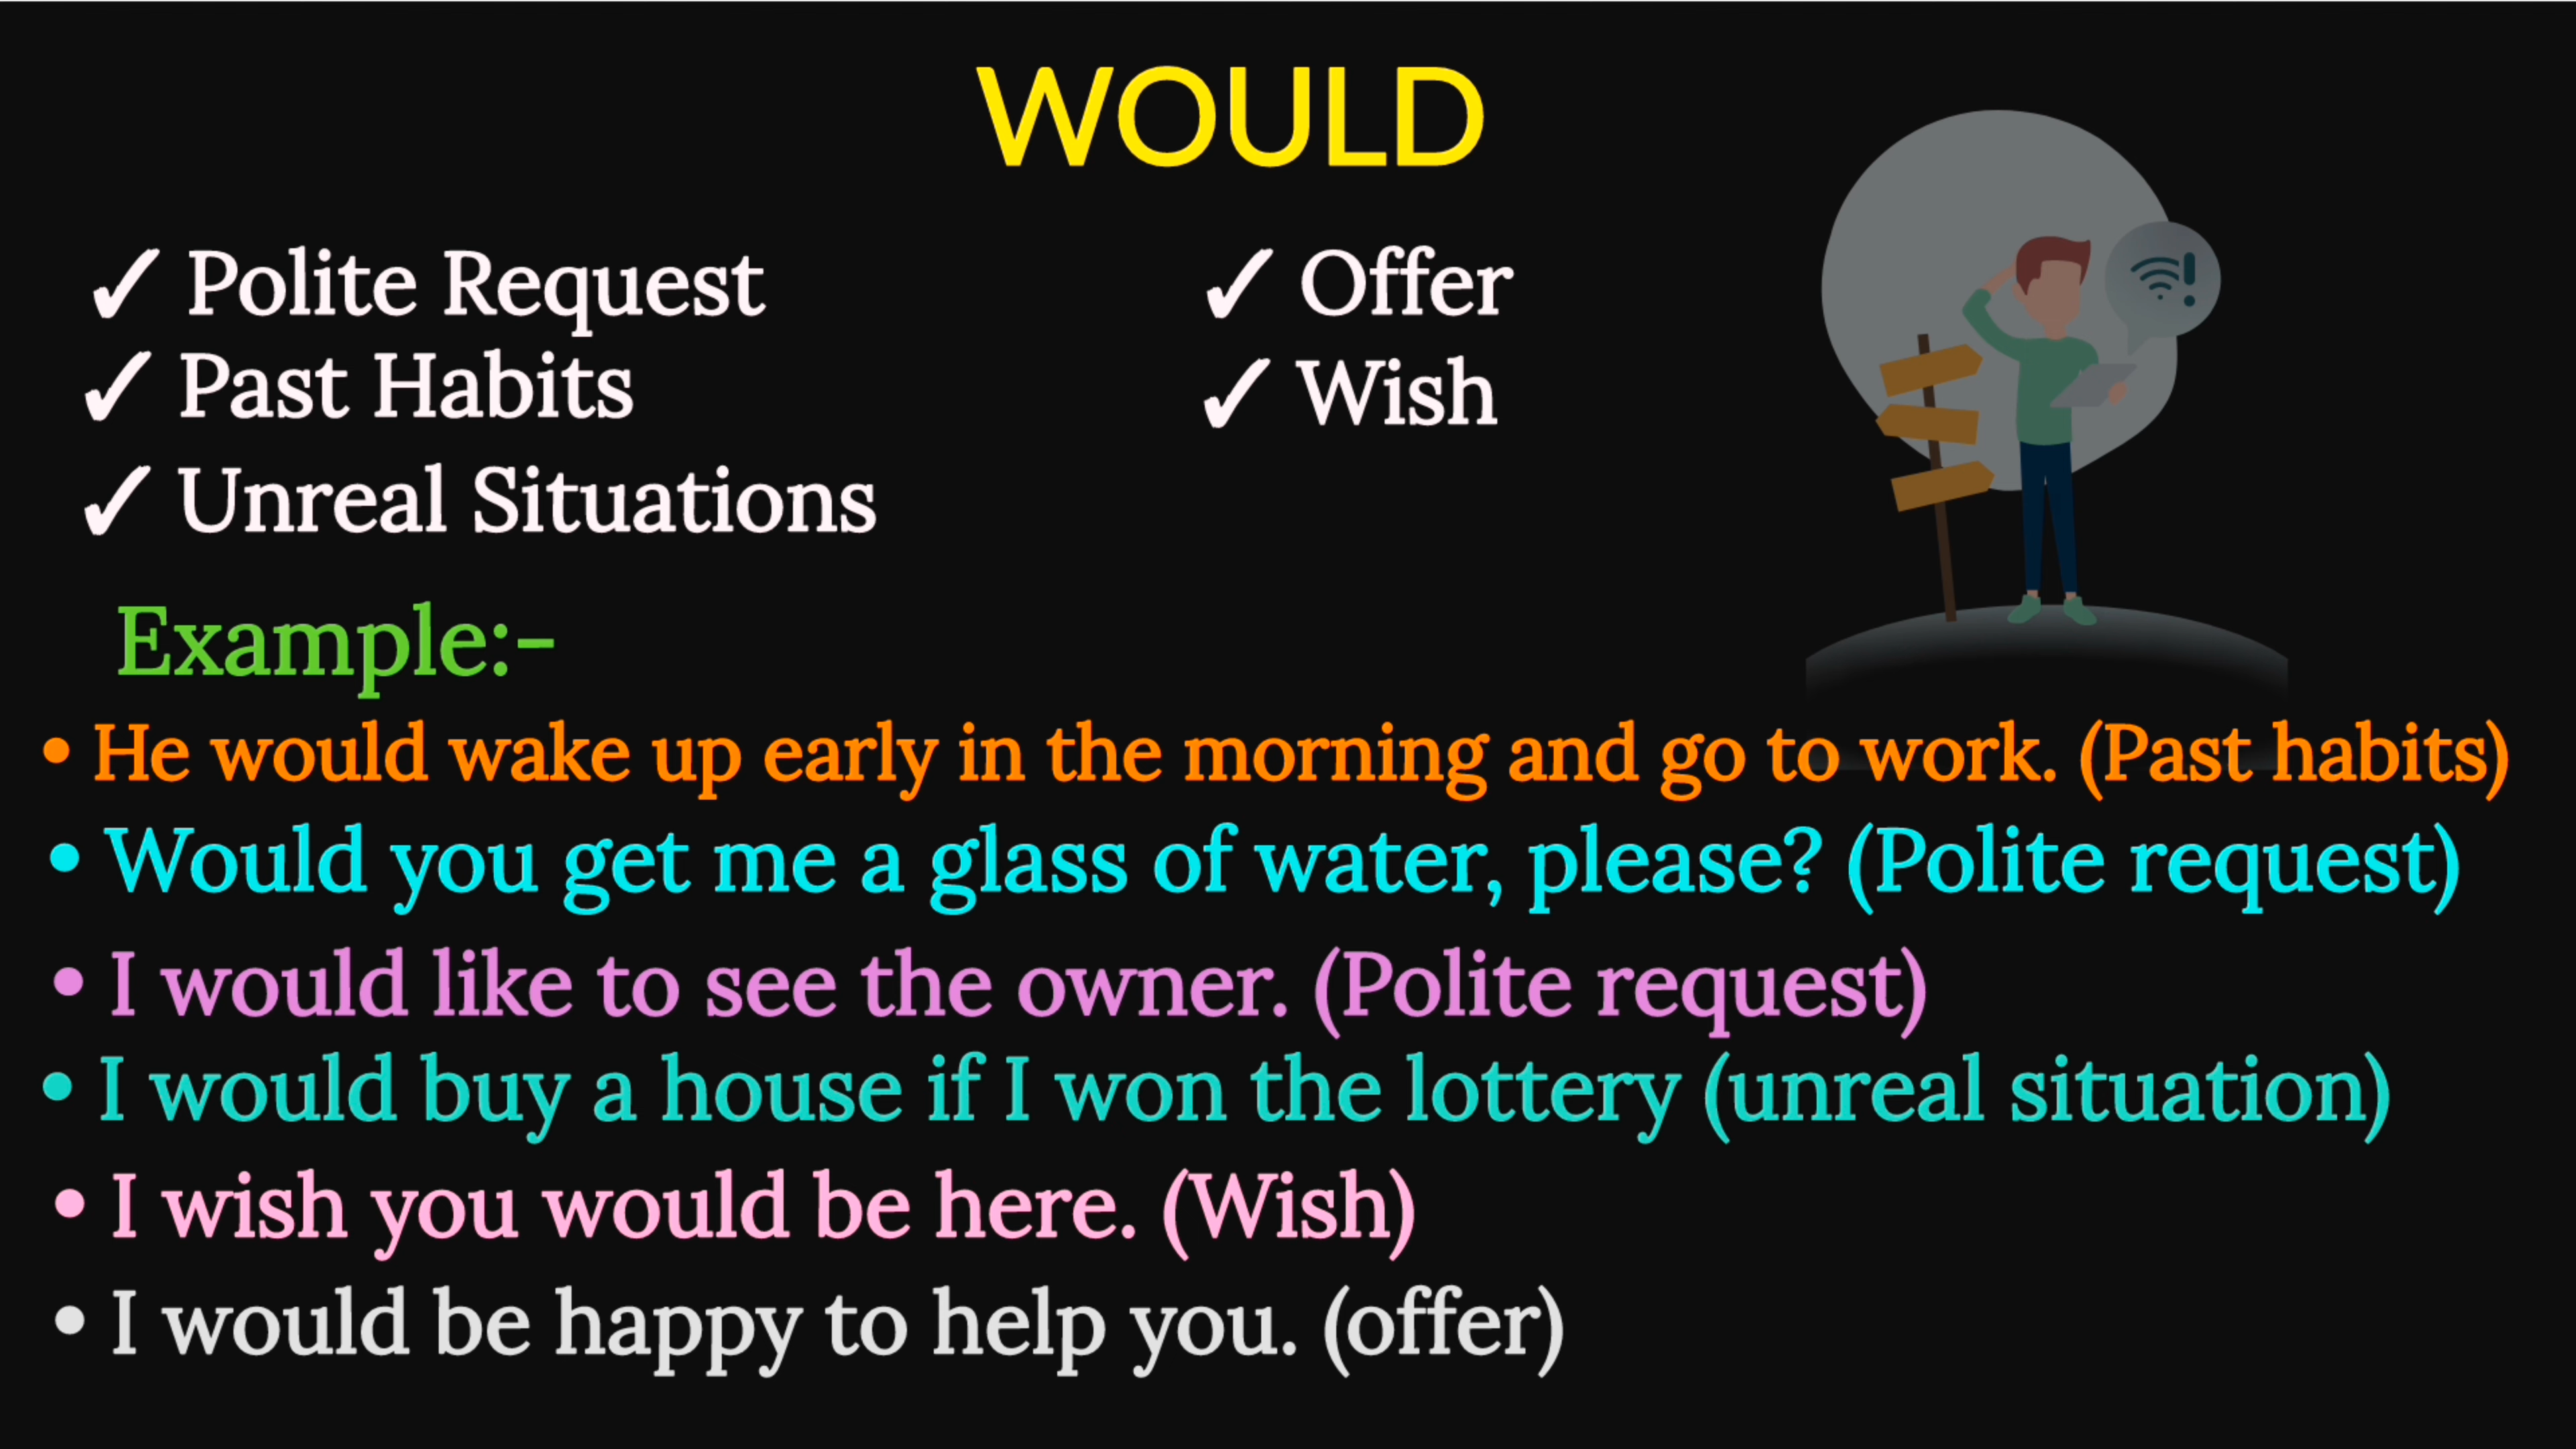 WOULD
✓ Polite Request
✓ Past Habits
✓ Unreal Situations
✓ Offer
✓ Wish
Example:-
• He would wake up early in the morning and go to work. (Past habits)
• Would you get me a glass of water, please? (Polite request)
• I would like to see the owner. (Polite request)
• I would buy a house if I won the lottery (unreal situation)
• I wish you would be here. (Wish)
• I would be happy to help you. (offer)